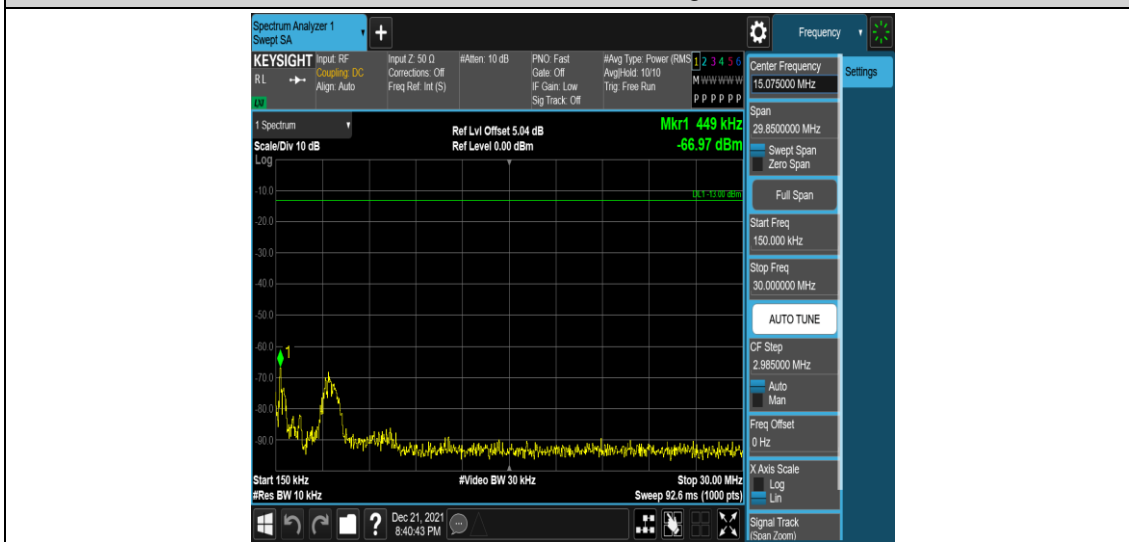 Spectrum Analyzer 1
Swept SA
+
Frequency
KEYSIGHT
RL
Input: RF
Coupling: DC
Align: Auto
Input Z: 50 Ω
Corrections: Off
Freq Ref: Int (S)
#Atten: 10 dB
PNO: Fast
Gate: Off
IF Gain: Low
Sig Track: Off
#Avg Type: Power (RMS
Avg|Hold: 10/10
Trig: Free Run
1 2 3 4 5 6
M W W W W W
P P P P P P
1 Spectrum
Scale/Div 10 dB
Log
Ref Lvl Offset 5.04 dB
Ref Level 0.00 dBm
Mkr1 449 kHz
-66.97 dBm
DL1 -13.00 dBm
-10.0
-20.0
-30.0
-40.0
-50.0
-60.0
1
-70.0
-80.0
-90.0
Start 150 kHz
#Res BW 10 kHz
#Video BW 30 kHz
Stop 30.00 MHz
Sweep 92.6 ms (1000 pts)
?
Dec 21, 2021
8:40:43 PM
Center Frequency
15.075000 MHz
Settings
Span
29.8500000 MHz
Swept Span
Zero Span
Full Span
Start Freq
150.000 kHz
Stop Freq
30.000000 MHz
AUTO TUNE
CF Step
2.985000 MHz
Auto
Man
Freq Offset
0 Hz
X Axis Scale
Log
Lin
Signal Track
(Span Zoom)